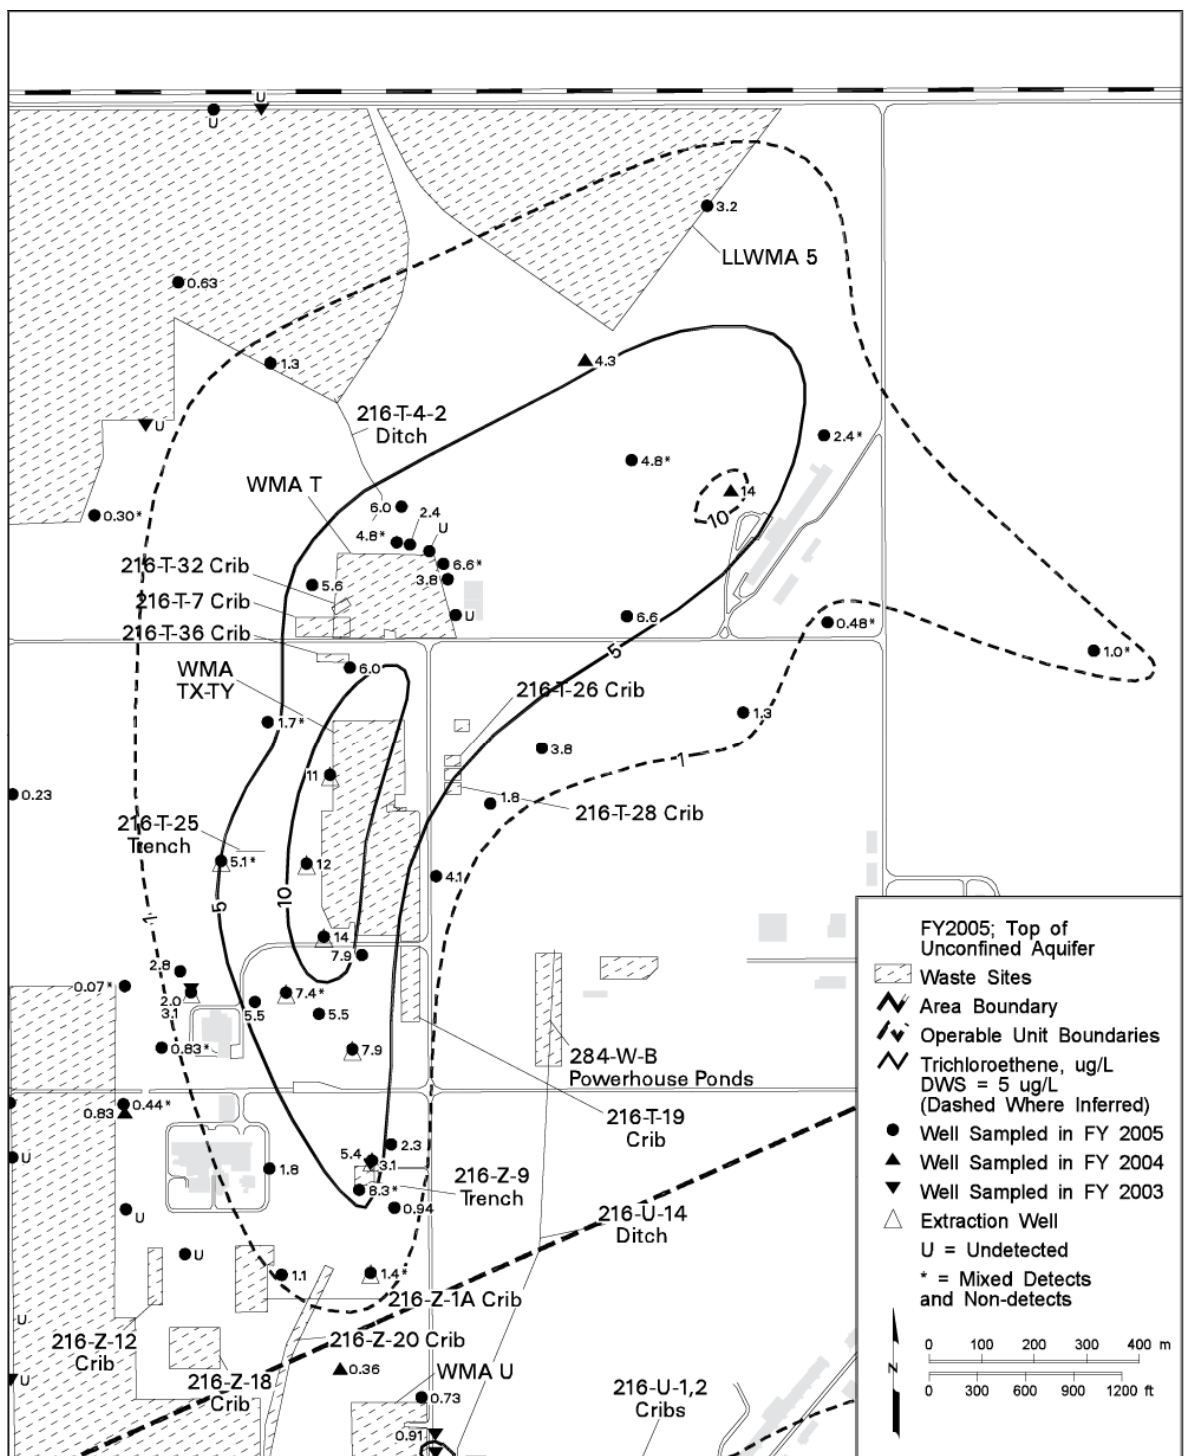 U
U
3.2
LLWMA 5
0.63
1.3
4.3
216-T-4-2
Ditch
U
2.4*
4.8*
WMA T
14
10
0.30*
6.0
2.4
U
4.8*
6.6*
216-T-32 Crib
3.8
5.6
216-T-7 Crib
U
6.6
0.48*
216-T-36 Crib
5
1.0*
WMA
TX-TY
6.0
216-T-26 Crib
1.7*
1.3
3.8
1
11
0.23
1.8
216-T-28 Crib
216-T-25
Trench
5.1*
12
4.1
10
5
1
14
7.9
2.8
0.07*
2.0
3.1
7.4*
5.5
5.5
0.83*
7.9
284-W-B
Powerhouse Ponds
0.44*
0.83
216-T-19
Crib
2.3
5.4
3.1
U
1.8
8.3*
216-Z-9
Trench
0.94
U
216-U-14
Ditch
U
1.1
1.4*
216-Z-1A Crib
U
216-Z-12
Crib
216-Z-20 Crib
0.36
WMA U
U
216-Z-18
Crib
0.73
216-U-1,2
Cribs
0.91
FY2005; Top of
Unconfined Aquifer
Waste Sites
Area Boundary
Operable Unit Boundaries
Trichloroethene, ug/L
DWS = 5 ug/L
(Dashed Where Inferred)
Well Sampled in FY 2005
Well Sampled in FY 2004
Well Sampled in FY 2003
Extraction Well
U = Undetected
* = Mixed Detects
and Non-detects
N
0 100 200 300 400 m
0 300 600 900 1200 ft